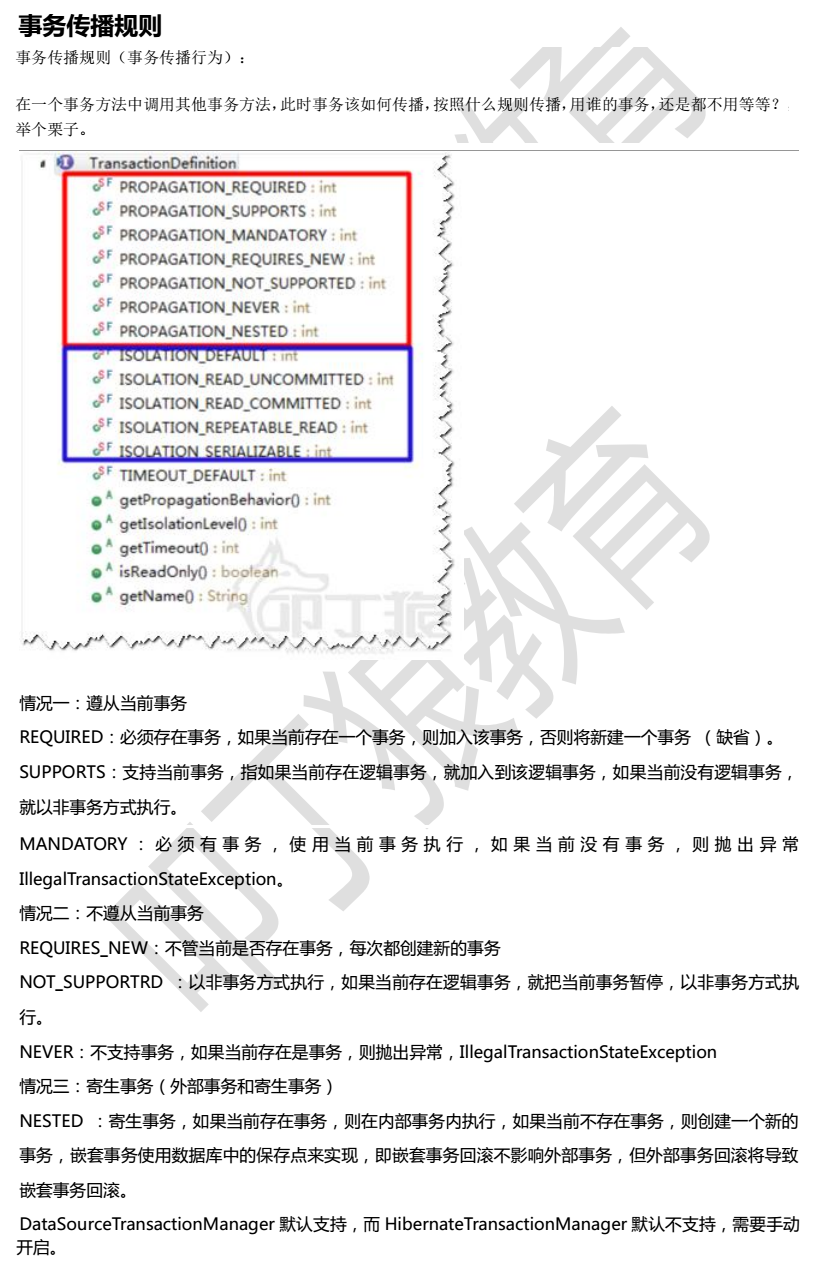 事务传播规则
事务传播规则（事务传播行为）:
在一个事务方法中调用其他事务方法,此时事务该如何传播,按照什么规则传播,用谁的事务,还是都不用等等?
举个栗子。
TransactionDefinition
PROPAGATION_REQUIRED : int
PROPAGATION_SUPPORTS : int
PROPAGATION_MANDATORY : int
PROPAGATION_REQUIRES_NEW : int
PROPAGATION_NOT_SUPPORTED : int
PROPAGATION_NEVER : int
PROPAGATION_NESTED : int
ISOLATION_DEFAULT : int
ISOLATION_READ_UNCOMMITTED : int
ISOLATION_READ_COMMITTED : int
ISOLATION_REPEATABLE_READ : int
ISOLATION_SERIALIZABLE : int
TIMEOUT_DEFAULT : int
getPropagationBehavior() : int
getIsolationLevel() : int
getTimeout() : int
isReadOnly() : boolean
getName() : String
叩丁狼
叩丁狼教育
情况一：遵从当前事务
REQUIRED：必须存在事务，如果当前存在一个事务，则加入该事务，否则将新建一个事务 （缺省）。
SUPPORTS：支持当前事务，指如果当前存在逻辑事务，就加入到该逻辑事务，如果当前没有逻辑事务，
就以非事务方式执行。
MANDATORY ：必须有事务，使用当前事务执行，如果当前没有事务，则抛出异常
IllegalTransactionStateException。
情况二：不遵从当前事务
REQUIRES_NEW：不管当前是否存在事务，每次都创建新的事务
NOT_SUPPORTRD ：以非事务方式执行，如果当前存在逻辑事务，就把当前事务暂停，以非事务方式执
行。
NEVER：不支持事务，如果当前存在是事务，则抛出异常，IllegalTransactionStateException
情况三：寄生事务（外部事务和寄生事务）
NESTED ：寄生事务，如果当前存在事务，则在内部事务内执行，如果当前不存在事务，则创建一个新的
事务，嵌套事务使用数据库中的保存点来实现，即嵌套事务回滚不影响外部事务，但外部事务回滚将导致
嵌套事务回滚。
DataSourceTransactionManager 默认支持，而 HibernateTransactionManager 默认不支持，需要手动
开启。